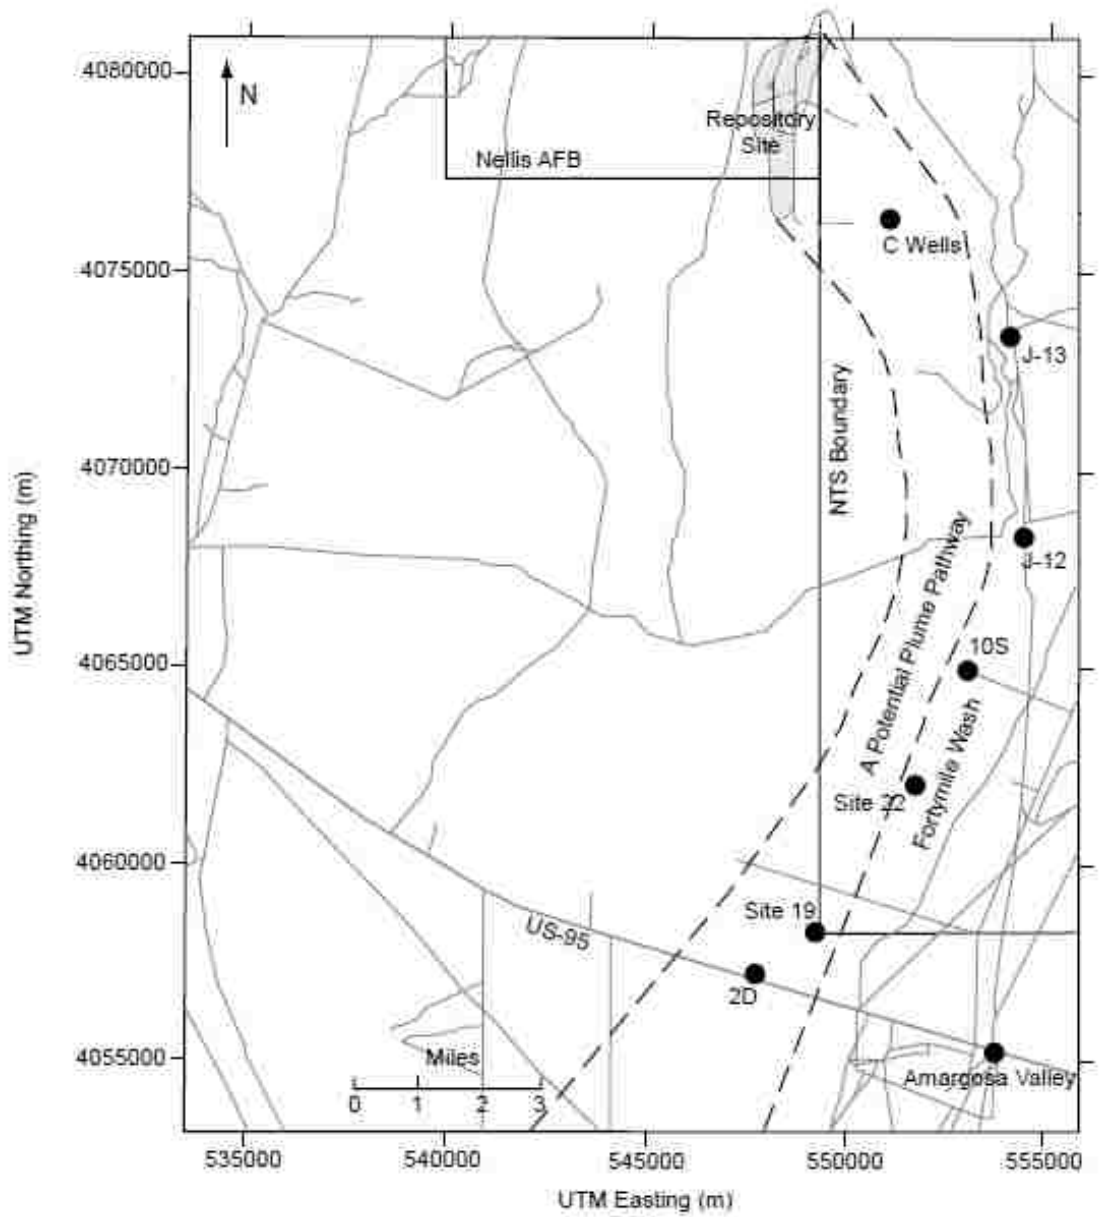 4080000
4075000
4070000
4065000
4060000
4055000
UTM Northing (m)
N
Nellis AFB
Repository
Site
C Wells
J-13
NTS Boundary
J-12
A Potential Plume Pathway
10S
Fortymile Wash
Site 22
Site 19
US-95
2D
Amargosa Valley
Miles
0 1 2 3
535000 540000 545000 550000 555000
UTM Easting (m)